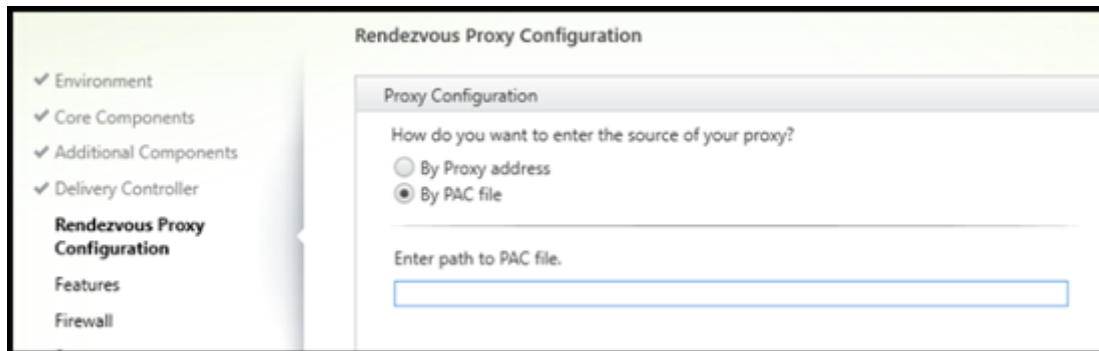 Rendezvous Proxy Configuration
Environment
Core Components
Additional Components
Delivery Controller
Rendezvous Proxy
Configuration
Features
Firewall
Proxy Configuration
How do you want to enter the source of your proxy?
By Proxy address
By PAC file
Enter path to PAC file.